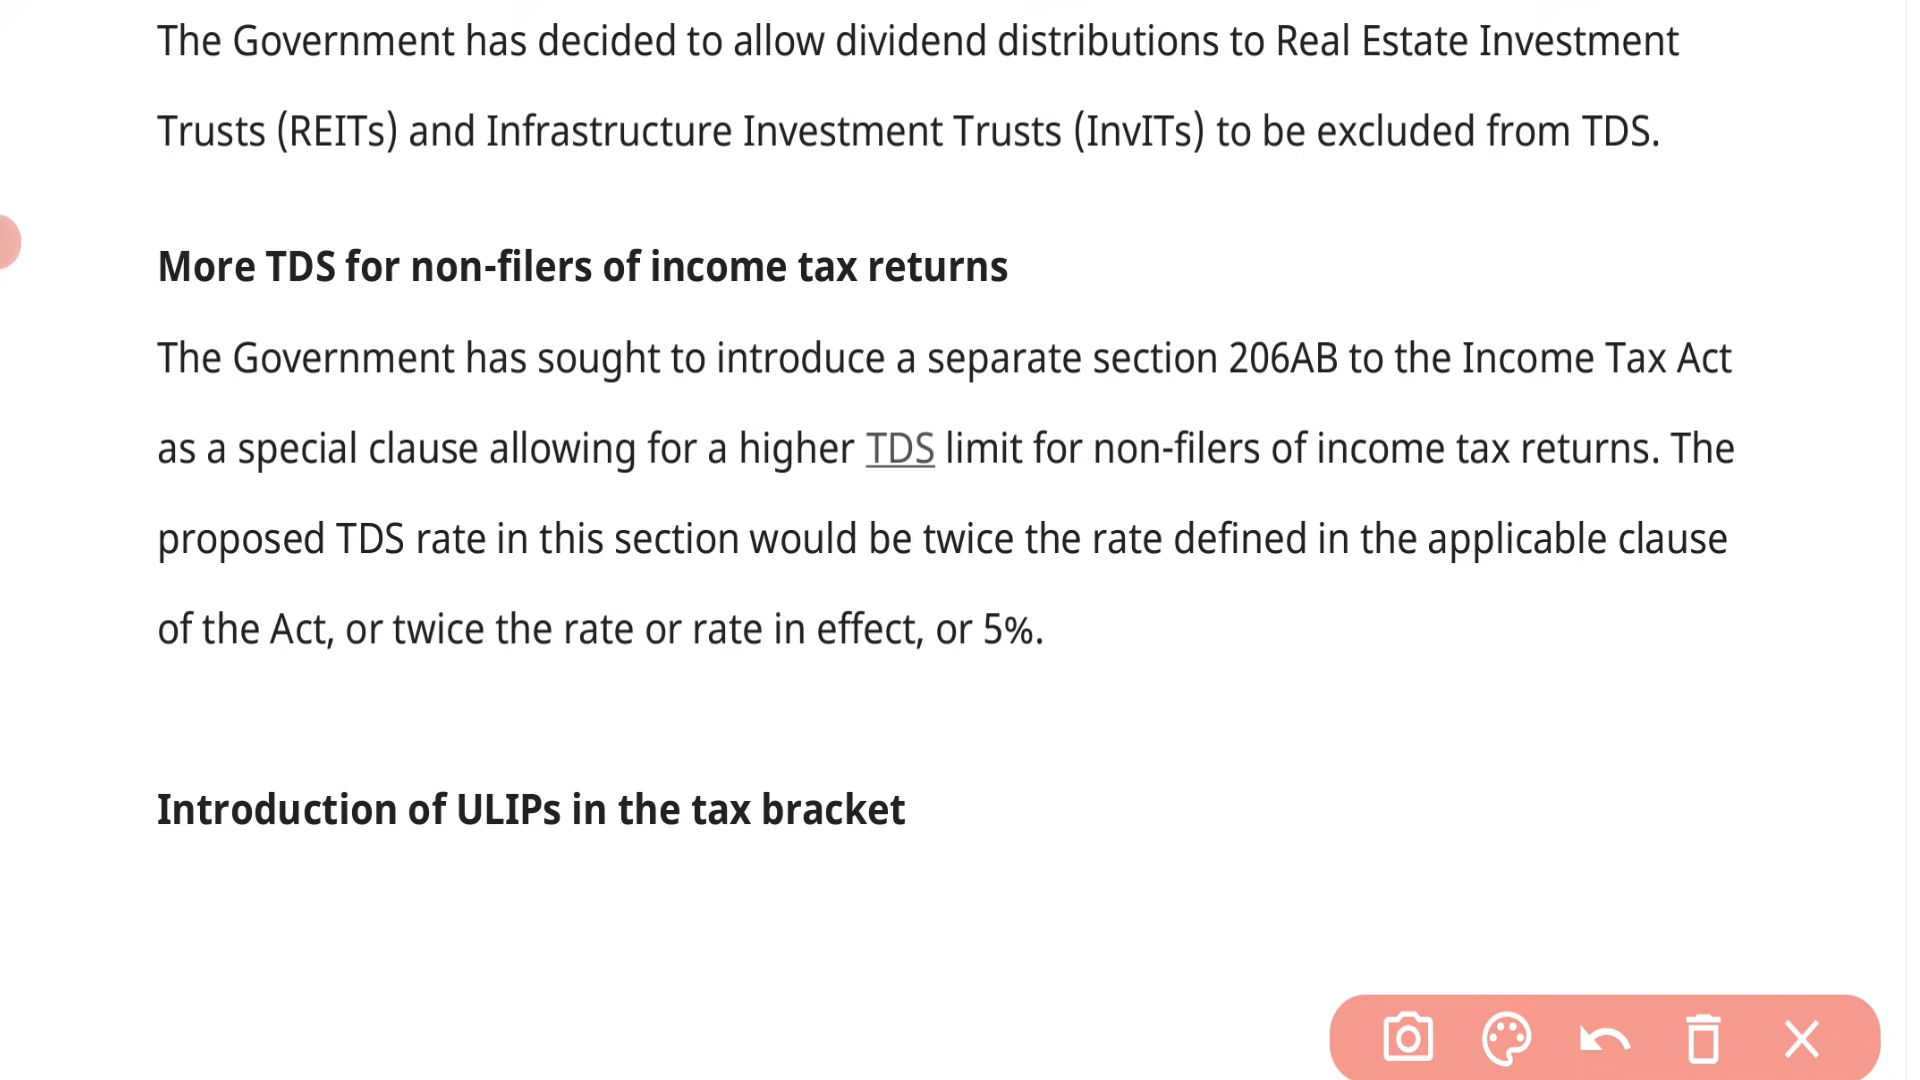 The Government has decided to allow dividend distributions to Real Estate Investment
Trusts (REITs) and Infrastructure Investment Trusts (InvITs) to be excluded from TDS.
More TDS for non-filers of income tax returns
The Government has sought to introduce a separate section 206AB to the Income Tax Act
as a special clause allowing for a higher TDS limit for non-filers of income tax returns. The
proposed TDS rate in this section would be twice the rate defined in the applicable clause
of the Act, or twice the rate or rate in effect, or 5%.
Introduction of ULIPs in the tax bracket